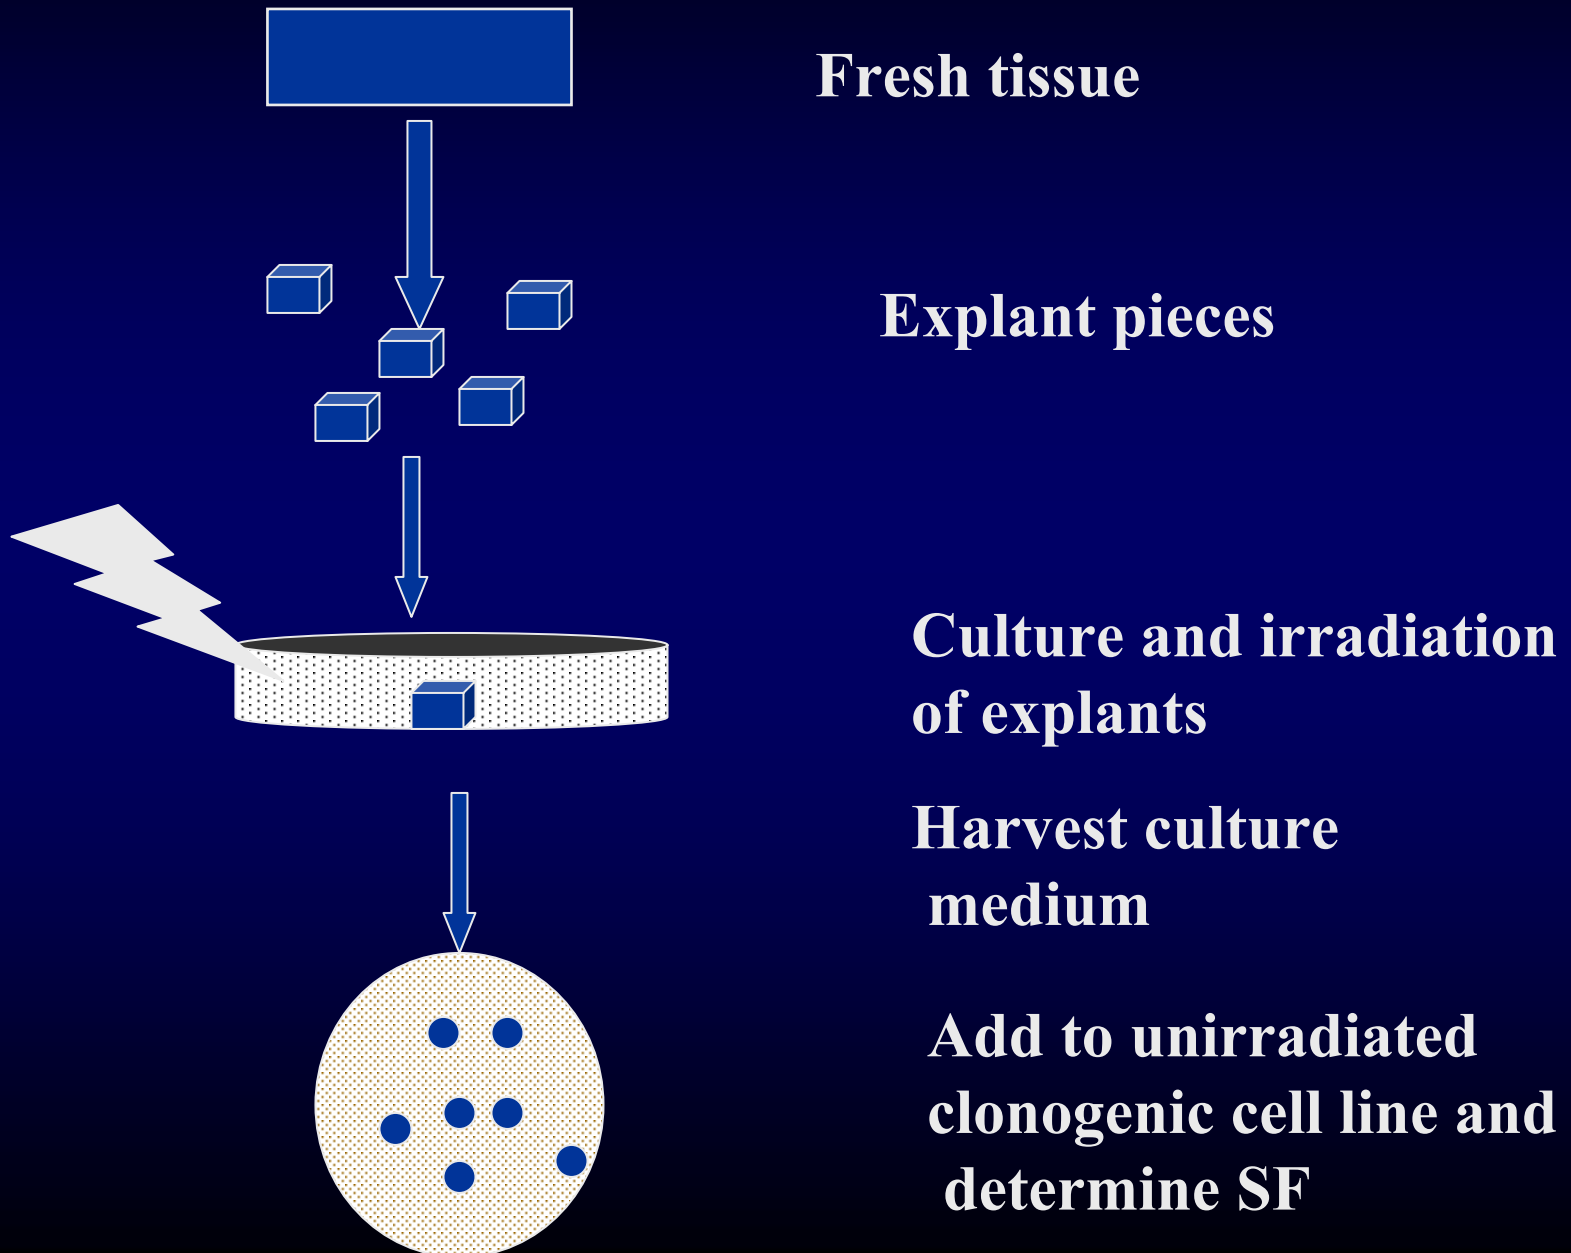 Fresh tissue
Explant pieces
Culture and irradiation
of explants
Harvest culture
medium
Add to unirradiated
clonogenic cell line and
determine SF